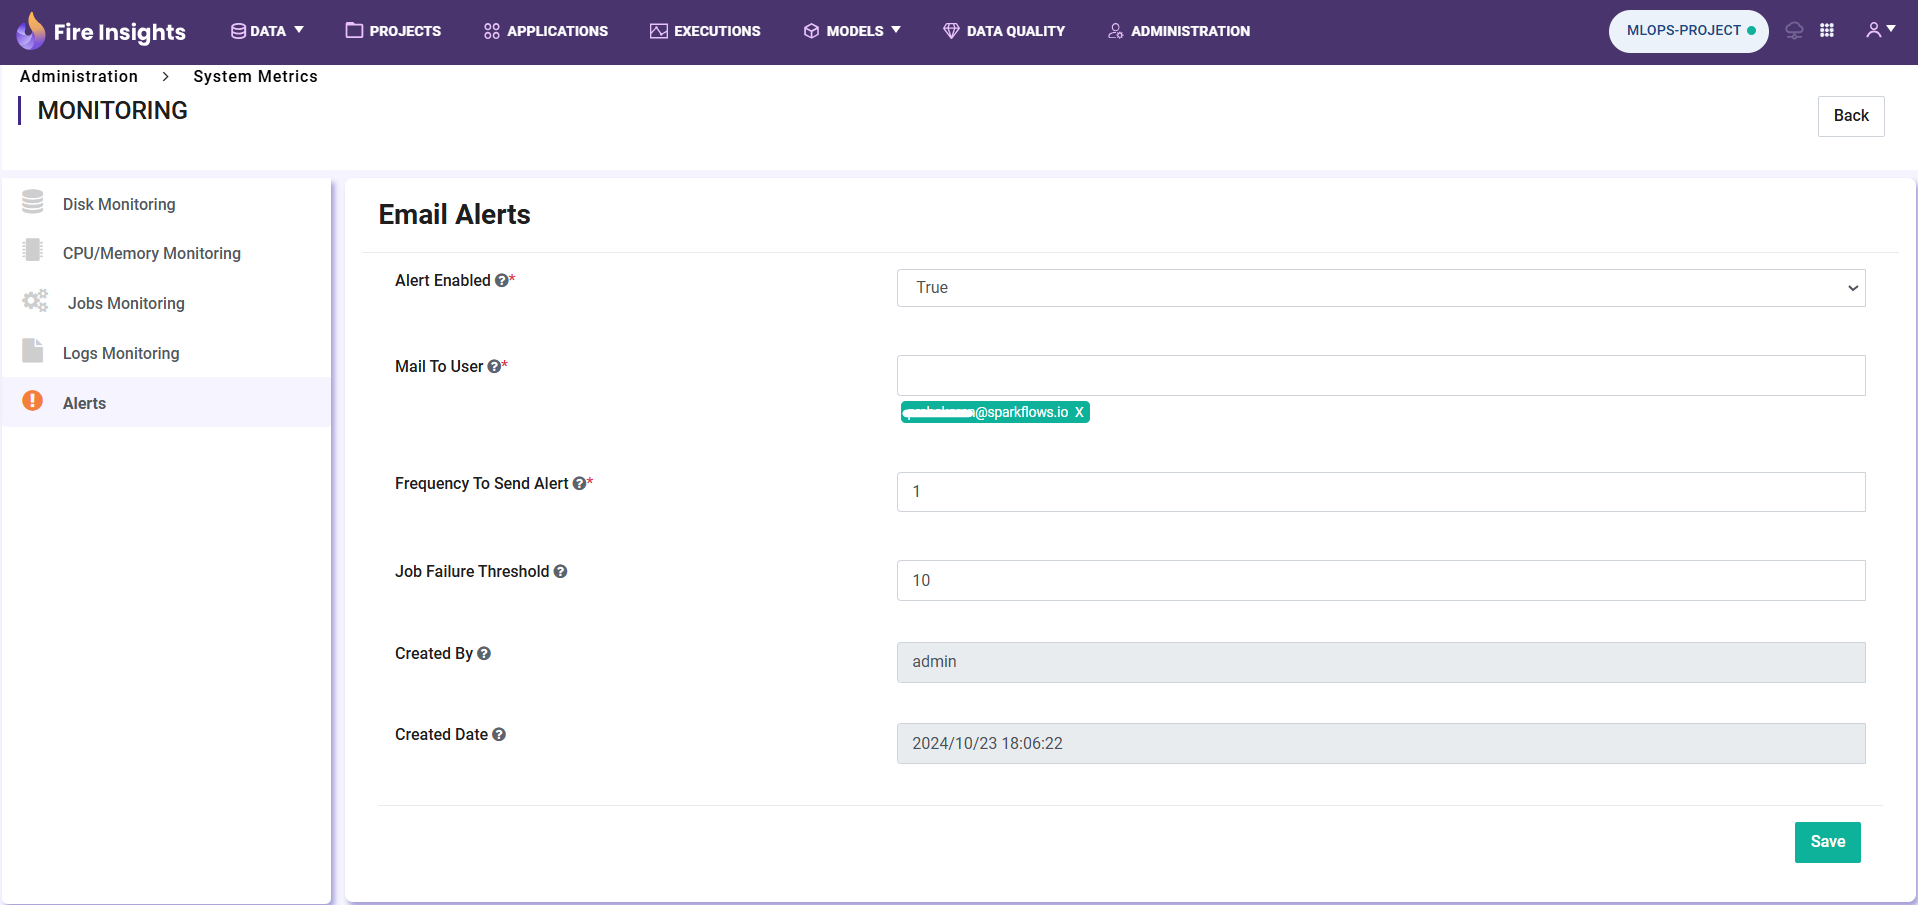 Fire Insights DATA PROJECTS APPLICATIONS EXECUTIONS MODELS DATA QUALITY ADMINISTRATION MLOPS-PROJECT
Administration > System Metrics
MONITORING
Back
Disk Monitoring
CPU/Memory Monitoring
Jobs Monitoring
Logs Monitoring
Alerts
Email Alerts
Alert Enabled ?* True
Mail To User ?*
@sparkflows.io X
Frequency To Send Alert ?* 1
Job Failure Threshold ? 10
Created By ? admin
Created Date ? 2024/10/23 18:06:22
Save